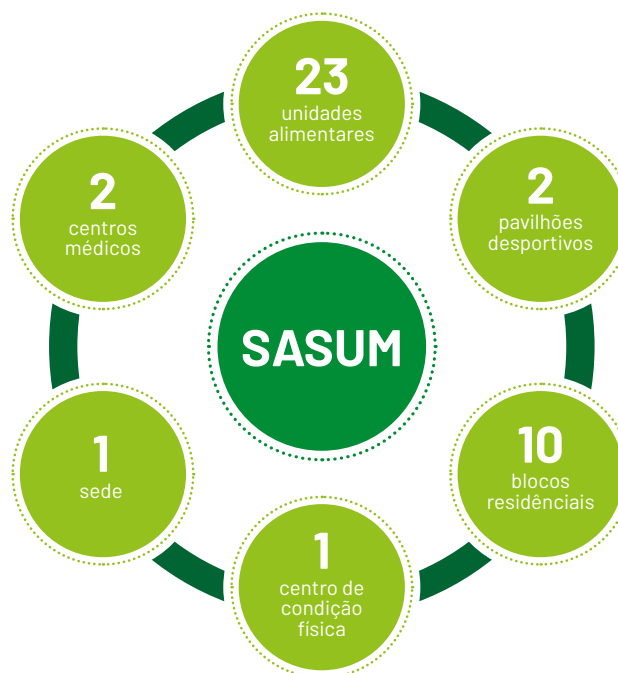 23
unidades
alimentares
2
centros
médicos
2
pavilhões
desportivos
SASUM
1
sede
10
blocos
residênciais
1
centro de
condição
física